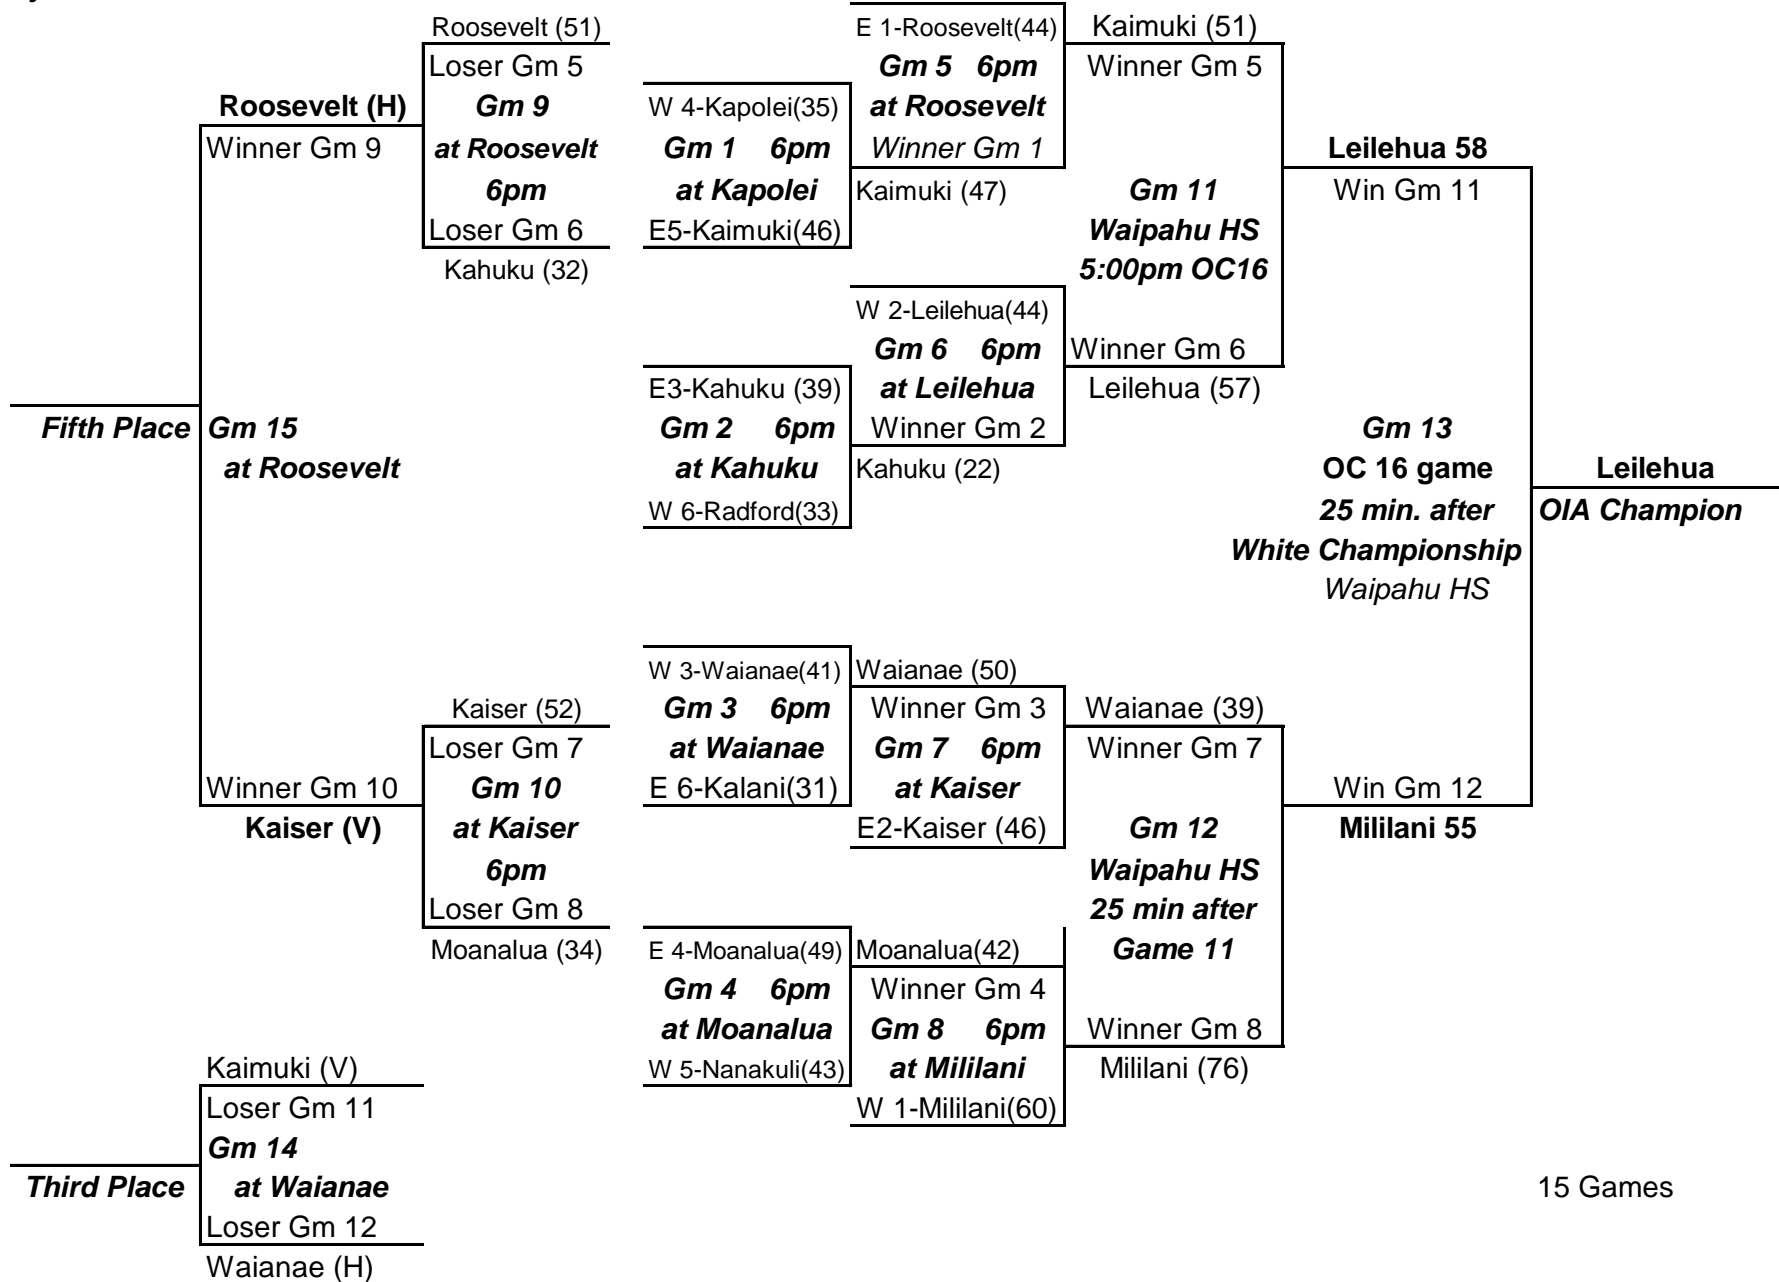 Roosevelt (51)
Loser Gm 5
Gm 9
at Roosevelt
6pm
Loser Gm 6
Kahuku (32)
Roosevelt (H)
Winner Gm 9
Fifth Place
Gm 15
at Roosevelt
Winner Gm 10
Kaiser (V)
Kaiser (52)
Loser Gm 7
Gm 10
at Kaiser
6pm
Loser Gm 8
Moanalua (34)
Kaimuki (V)
Loser Gm 11
Gm 14
Third Place
at Waianae
Loser Gm 12
Waianae (H)
W 4-Kapolei(35)
Gm 1 6pm
at Kapolei
E5-Kaimuki(46)
E3-Kahuku (39)
Gm 2 6pm
at Kahuku
W 6-Radford(33)
W 3-Waianae(41)
Gm 3 6pm
at Waianae
E 6-Kalani(31)
E 4-Moanalua(49)
Gm 4 6pm
at Moanalua
W 5-Nanakuli(43)
E 1-Roosevelt(44)
Gm 5 6pm
at Roosevelt
Winner Gm 1
Kaimuki (47)
W 2-Leilehua(44)
Gm 6 6pm
at Leilehua
Winner Gm 2
Kahuku (22)
Waianae (50)
Winner Gm 3
Gm 7 6pm
at Kaiser
E2-Kaiser (46)
Moanalua(42)
Winner Gm 4
Gm 8 6pm
at Mililani
W 1-Mililani(60)
Kaimuki (51)
Winner Gm 5
Gm 11
Waipahu HS
5:00pm OC16
Winner Gm 6
Leilehua (57)
Waianae (39)
Winner Gm 7
Gm 12
Waipahu HS
25 min after
Game 11
Winner Gm 8
Mililani (76)
Leilehua 58
Win Gm 11
Gm 13
OC 16 game
25 min. after
White Championship
Waipahu HS
Win Gm 12
Mililani 55
Leilehua
OIA Champion
15 Games